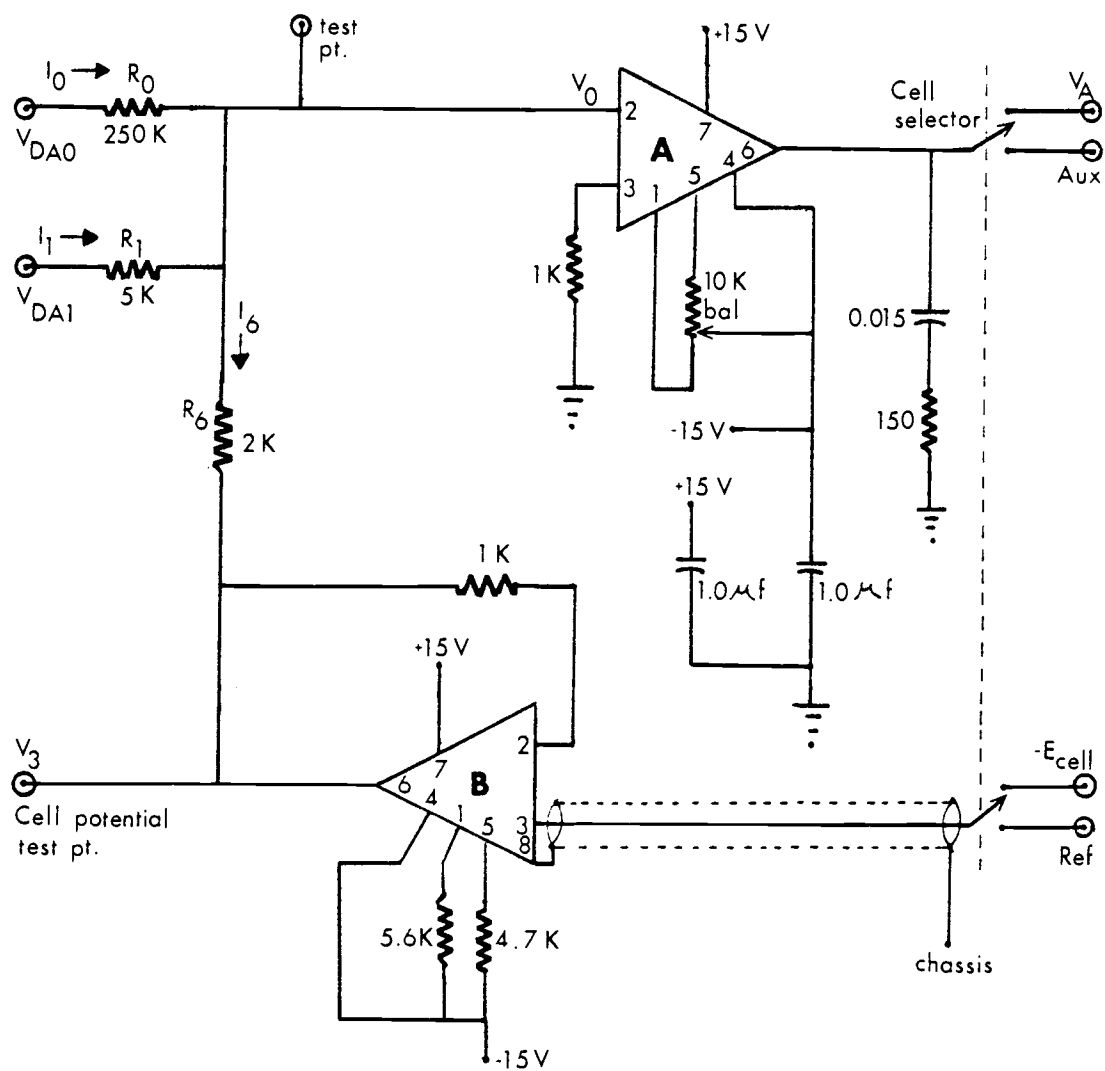 test
pt.
+15 V
I0 → R0
V0
VDA0
250 K
2
7
A
4 6
3
1
5
Cell
selector
VA
Aux
I1 → R1
5 K
VDA1
1K
10 K
bal
0.015
I6
R6
2 K
-15 V
150
+15 V
1 K
1.0 μf
1.0 μf
+15 V
V3
Cell potential
test pt.
2
7
6
B
4
1
5
3
8
-Ecell
Ref
5.6K
4.7 K
chassis
-15 V